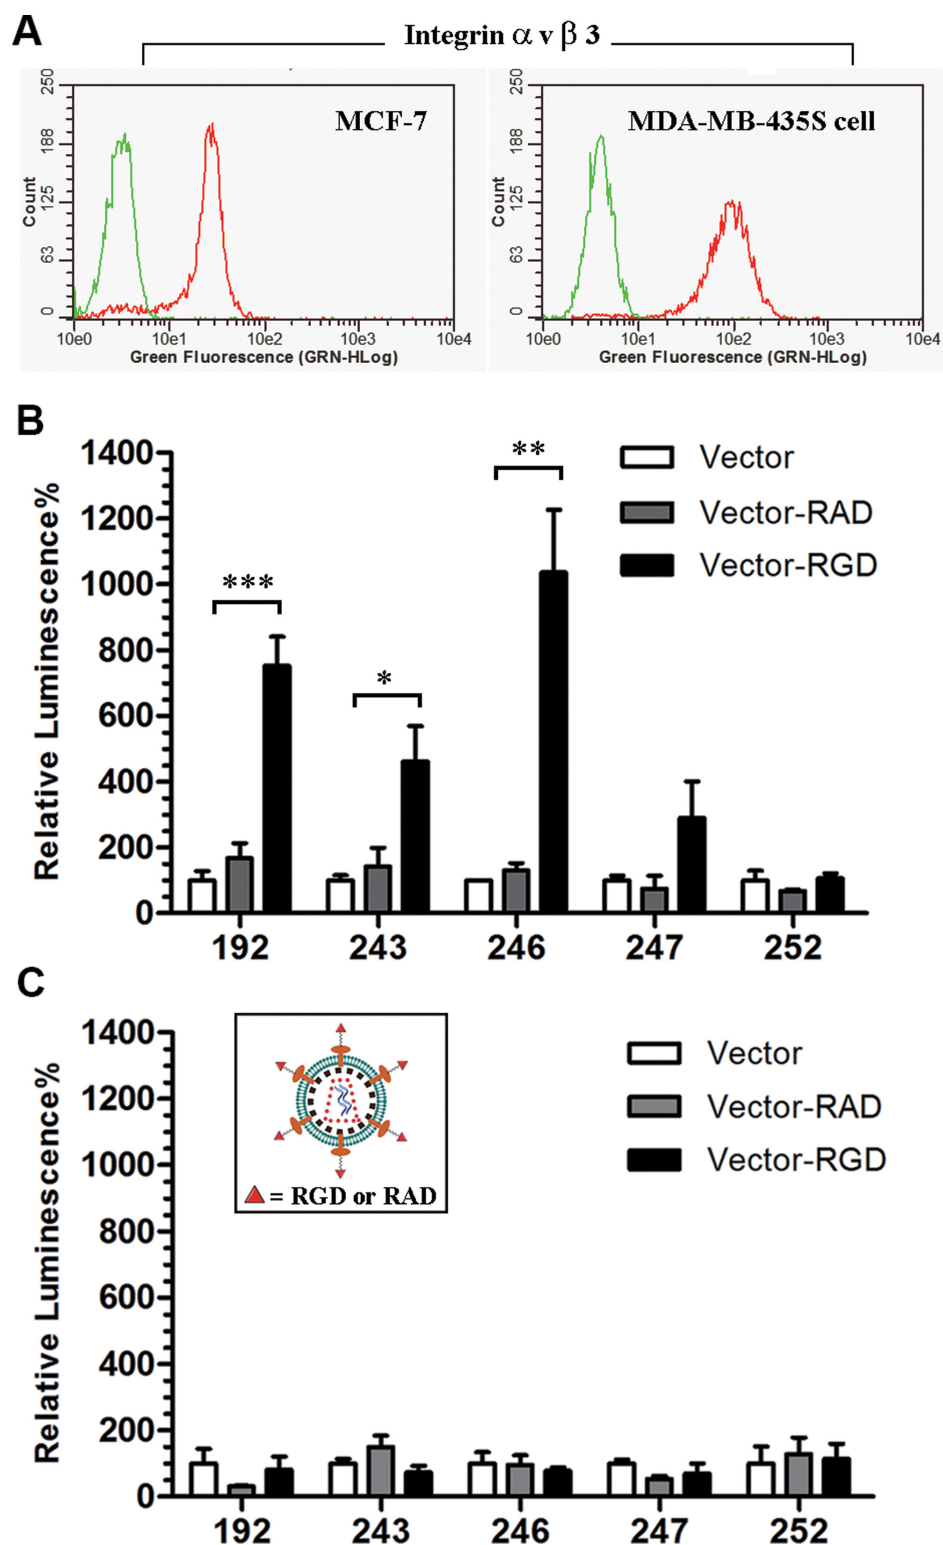 A
Integrin α v β 3
250
188
125
63
0
Count
MCF-7
10e0 10e1 10e2 10e3 10e4
Green Fluorescence (GRN-HLog)
250
188
125
63
0
Count
MDA-MB-435S cell
10e0 10e1 10e2 10e3 10e4
Green Fluorescence (GRN-HLog)
B
Relative Luminescence%
1400
1200
1000
800
600
400
200
0
***
*
**
Vector
Vector-RAD
Vector-RGD
192 243 246 247 252
C
Relative Luminescence%
1400
1200
1000
800
600
400
200
0
= RGD or RAD
Vector
Vector-RAD
Vector-RGD
192 243 246 247 252